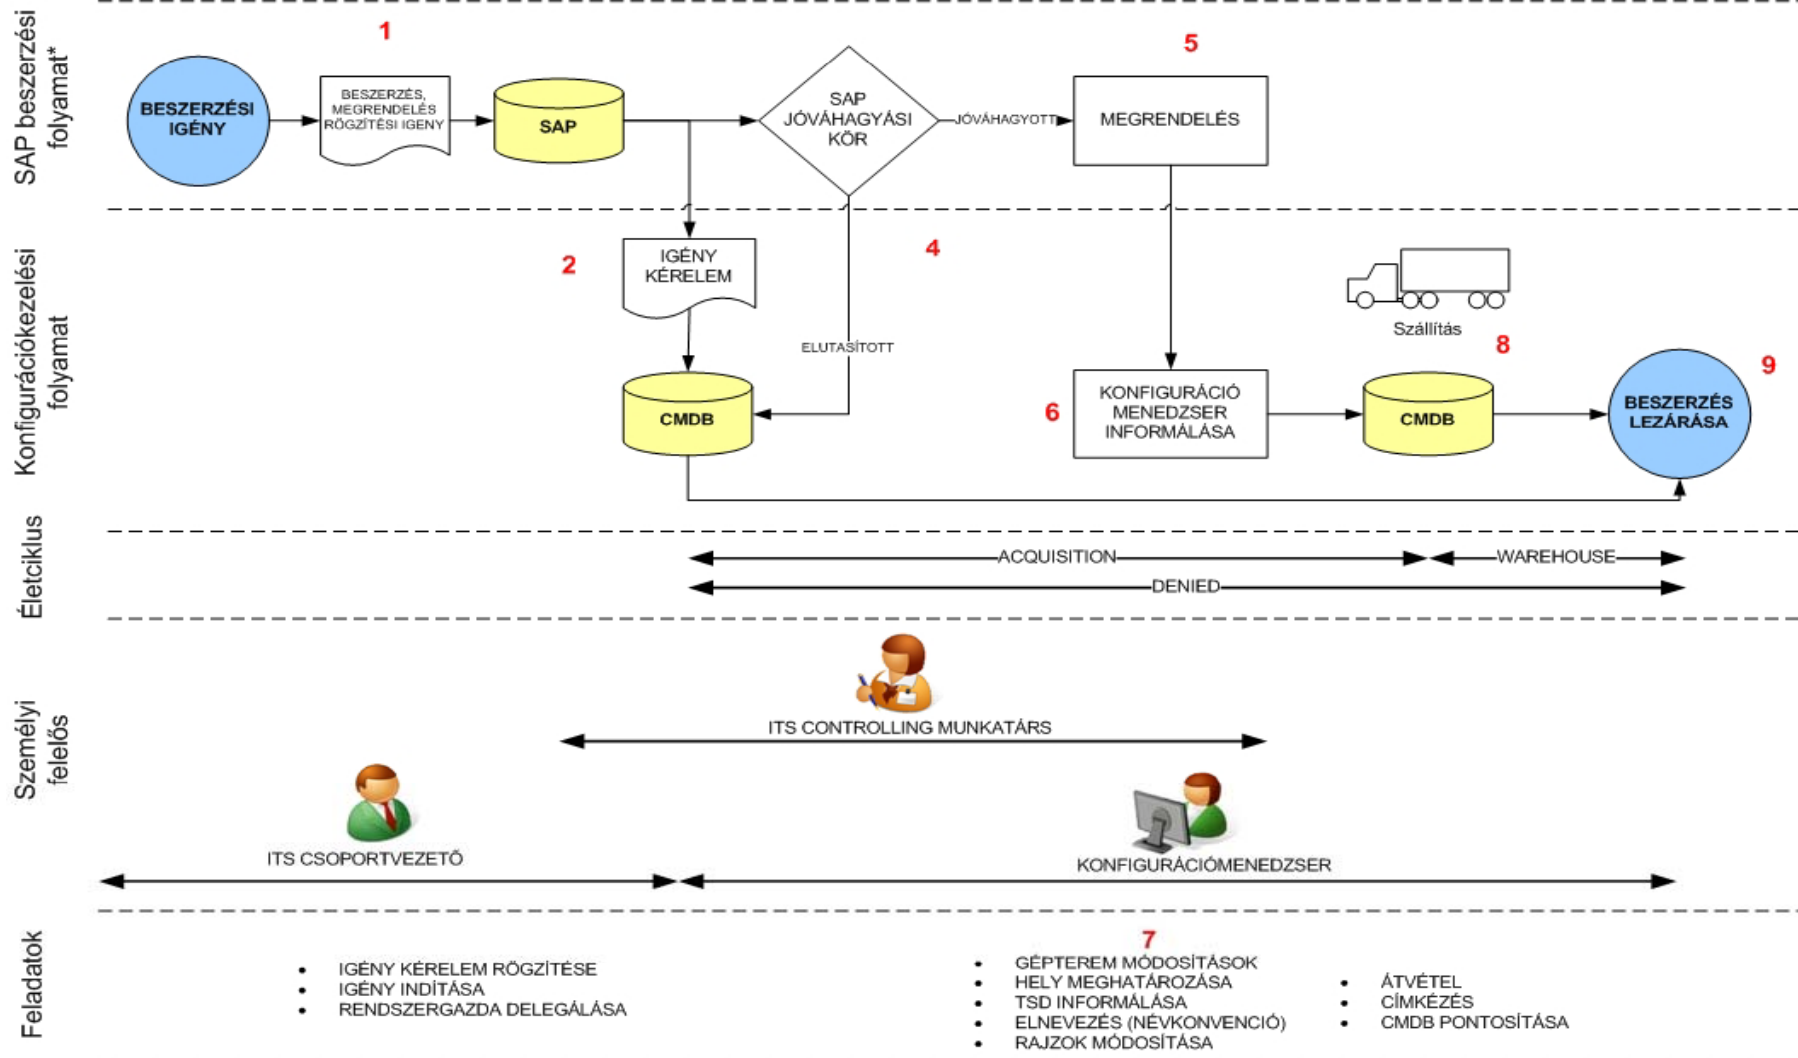 SAP beszerzési
folyamat*
1
BESZERZÉSI
IGÉNY
BESZERZÉS,
MEGRENDELÉS
RÖGZÍTÉSI IGENY
SAP
SAP
JÓVÁHAGYÁSI
KÖR
JÓVÁHAGYOTT
5
MEGRENDELÉS
Konfigurációkezelési
folyamat
2
IGÉNY
KÉRELEM
4
ELUTASÍTOTT
CMDB
6
KONFIGURÁCIÓ
MENEDZSER
INFORMÁLÁSA
Szállítás
8
CMDB
9
BESZERZÉS
LEZÁRÁSA
Életciklus
ACQUISITION
WAREHOUSE
DENIED
Személyi
felelős
ITS CONTROLLING MUNKATÁRS
ITS CSOPORTVEZETŐ
KONFIGURÁCIÓMENEDZSER
Feladatok
• IGÉNY KÉRELEM RÖGZÍTÉSE
• IGÉNY INDÍTÁSA
• RENDSZERGAZDA DELEGÁLÁSA
7
• GÉPTEREM MÓDOSÍTÁSOK
• HELY MEGHATÁROZÁSA
• TSD INFORMÁLÁSA
• ELNEVEZÉS (NÉVKONVENCIÓ)
• RAJZOK MÓDOSÍTÁSA
• ÁTVÉTEL
• CÍMKÉZÉS
• CMDB PONTOSÍTÁSA